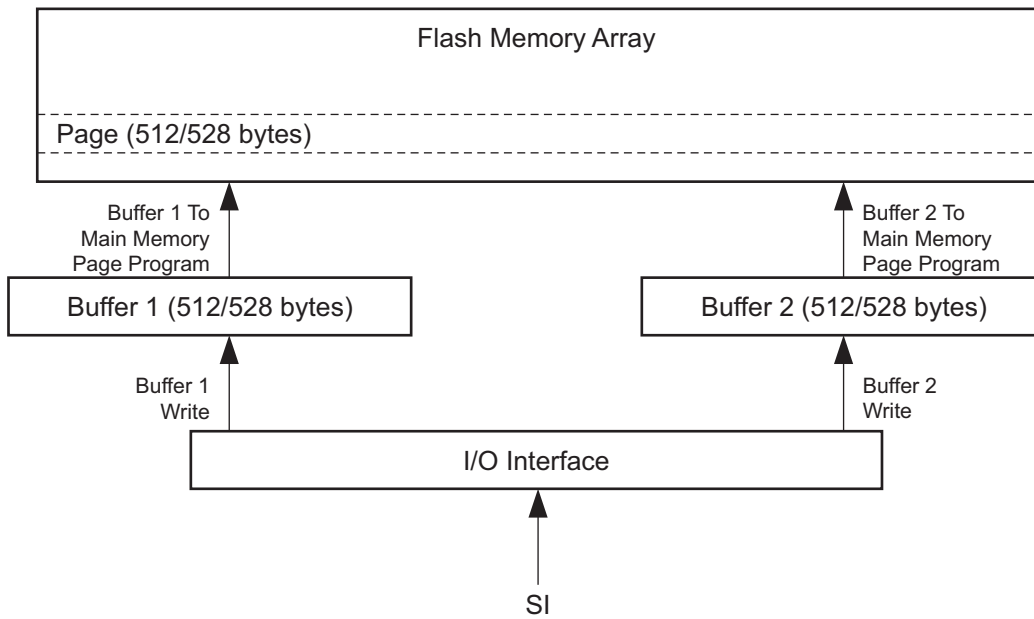 Flash Memory Array
Page (512/528 bytes)
Buffer 1 To
Main Memory
Page Program
Buffer 2 To
Main Memory
Page Program
Buffer 1 (512/528 bytes)
Buffer 2 (512/528 bytes)
Buffer 1
Write
Buffer 2
Write
I/O Interface
SI